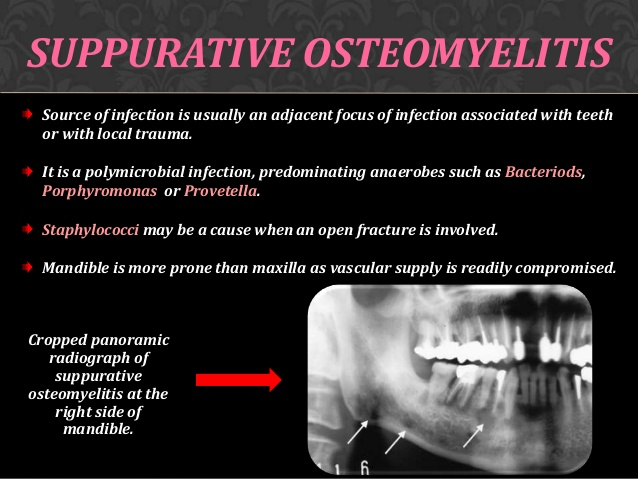 SUPPURATIVE OSTEOMYELITIS
Source of infection is usually an adjacent focus of infection associated with teeth
or with local trauma.
It is a polymicrobial infection, predominating anaerobes such as Bacteriods,
Porphyromonas or Provetella.
Staphylococci may be a cause when an open fracture is involved.
Mandible is more prone than maxilla as vascular supply is readily compromised.
Cropped panoramic
radiograph of
suppurative
osteomyelitis at the
right side of
mandible.
1 6